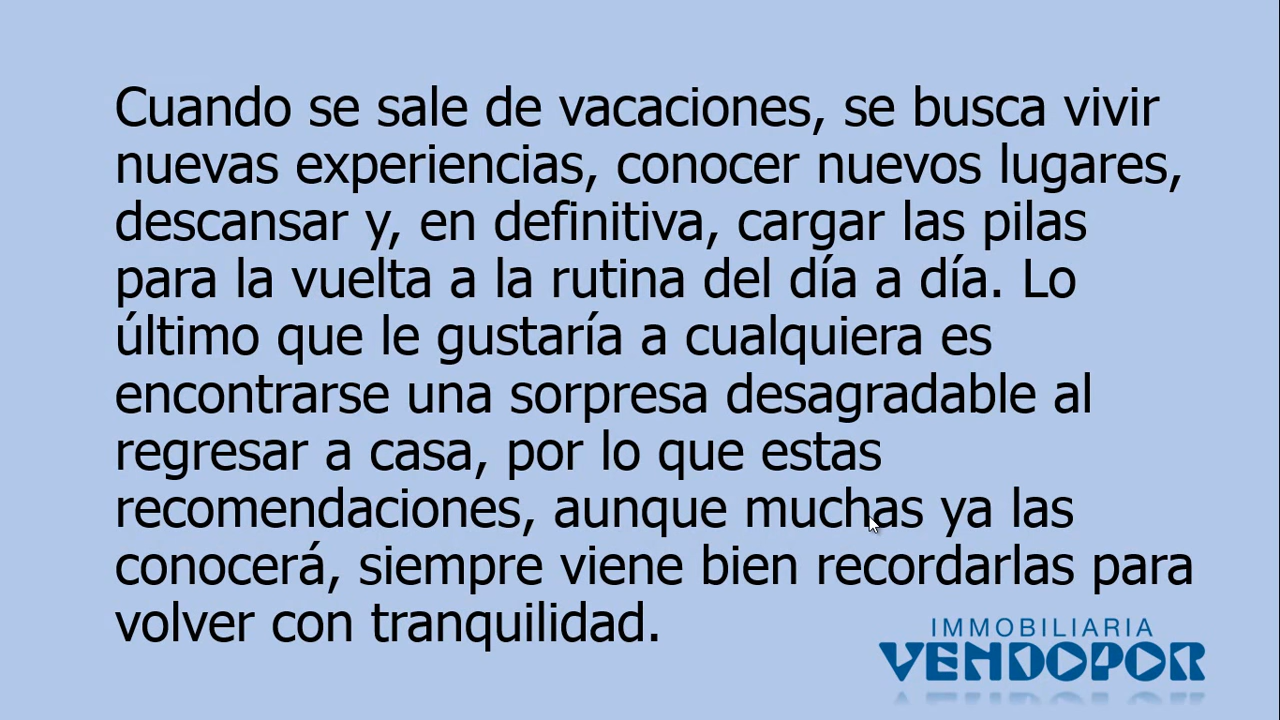 Cuando se sale de vacaciones, se busca vivir
nuevas experiencias, conocer nuevos lugares,
descansar y, en definitiva, cargar las pilas
para la vuelta a la rutina del día a día. Lo
último que le gustaría a cualquiera es
encontrarse una sorpresa desagradable al
regresar a casa, por lo que estas
recomendaciones, aunque muchas ya las
conocerá, siempre viene bien recordarlas para
volver con tranquilidad.
IMMOBILIARIA
VENDOPOR